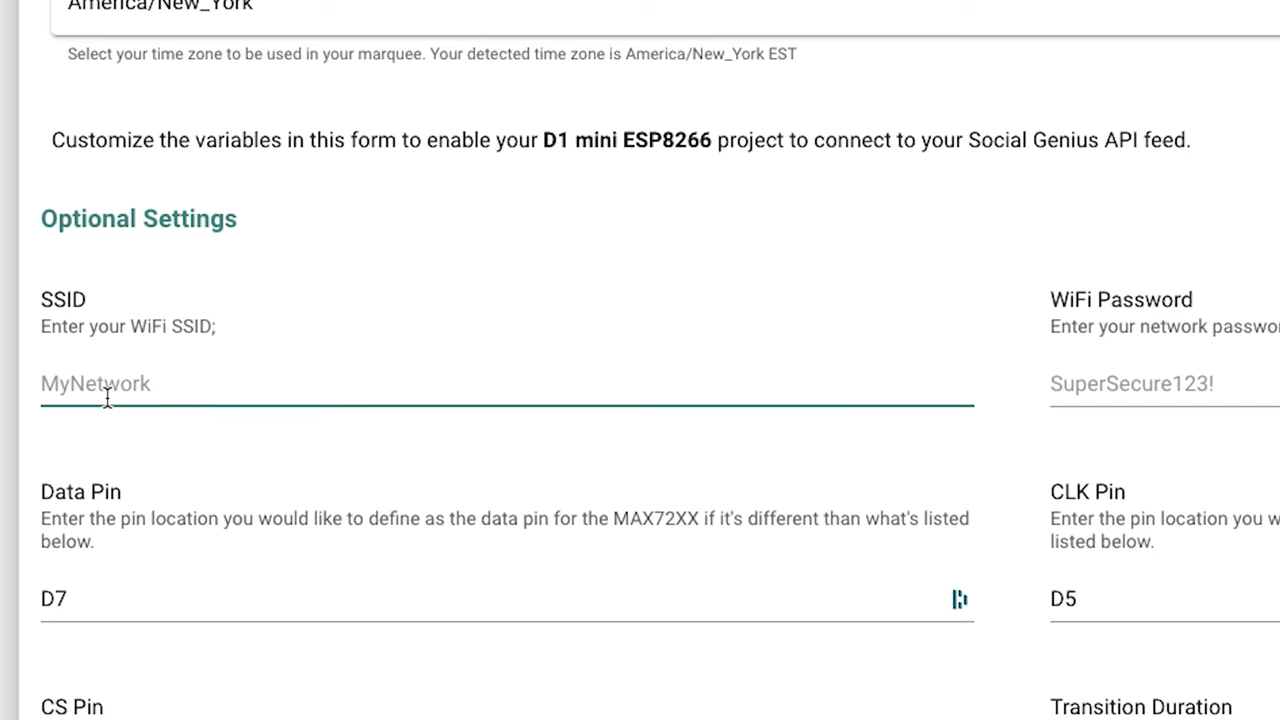 America/New_York
Select your time zone to be used in your marquee. Your detected time zone is America/New_York EST
Customize the variables in this form to enable your D1 mini ESP8266 project to connect to your Social Genius API feed.
Optional Settings
SSID
Enter your WiFi SSID;
MyNetwork
WiFi Password
Enter your network
SuperSecure123!
Data Pin
Enter the pin location you would like to define as the data pin for the MAX72XX if it's different than what's listed
below.
D7
CLK Pin
Enter the pin location you
listed below.
D5
CS Pin
Transition Duration